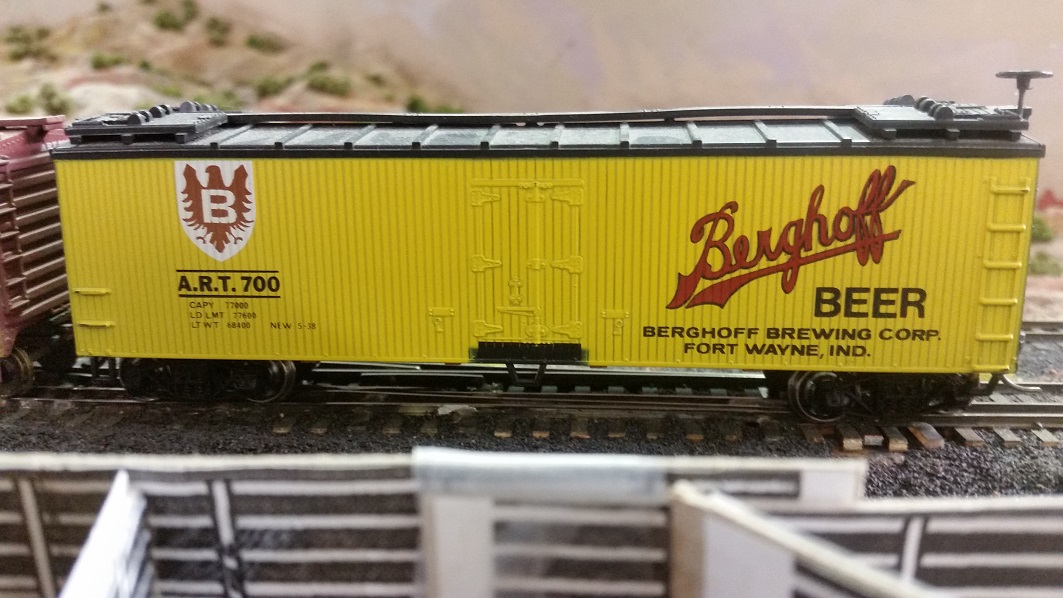 B
A.R.T. 700
CAPY 77000
LD LMT 77600
LT WT 68400 NEW 5-38
Berghoff
BEER
BERGHOFF BREWING CORP.
FORT WAYNE, IND.